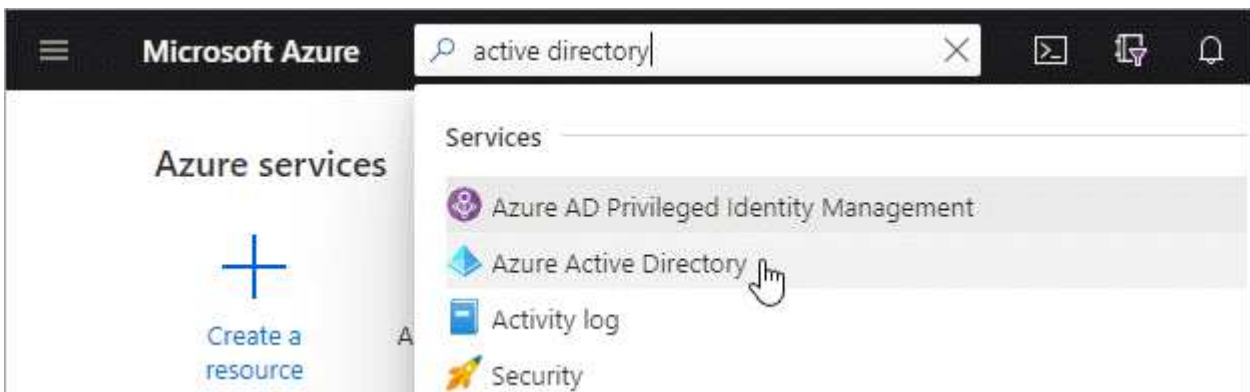 Microsoft Azure
active directory
Services
Azure services
Azure AD Privileged Identity Management
Azure Active Directory
Activity log
Create a
resource
A
Security